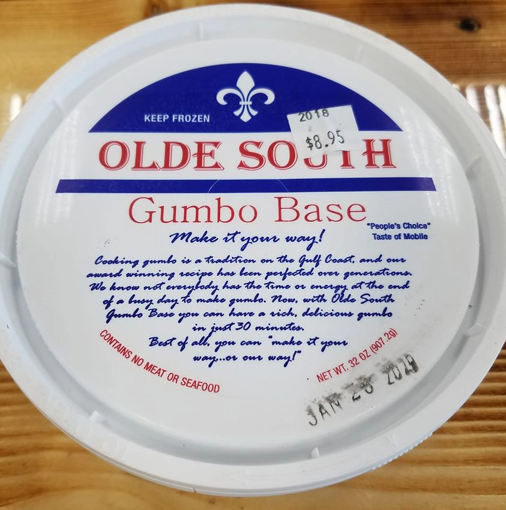 KEEP FROZEN
2018
$8.95
OLDE SOUTH
Gumbo Base
"People's Choice"
Taste of Mobile
Make it your way!
Cooking gumbo is a tradition on the Gulf Coast, and our
award winning recipe has been perfected over generations.
We know not everybody has the time or energy at the end
of a busy day to make gumbo. Now, with Olde South
Gumbo Base you can have a rich, delicious gumbo
in just 30 minutes.
Best of all, you can "make it your
way...or our way!"
CONTAINS NO MEAT OR SEAFOOD
NET WT. 32 OZ (907.2g)
JAN 26 2019